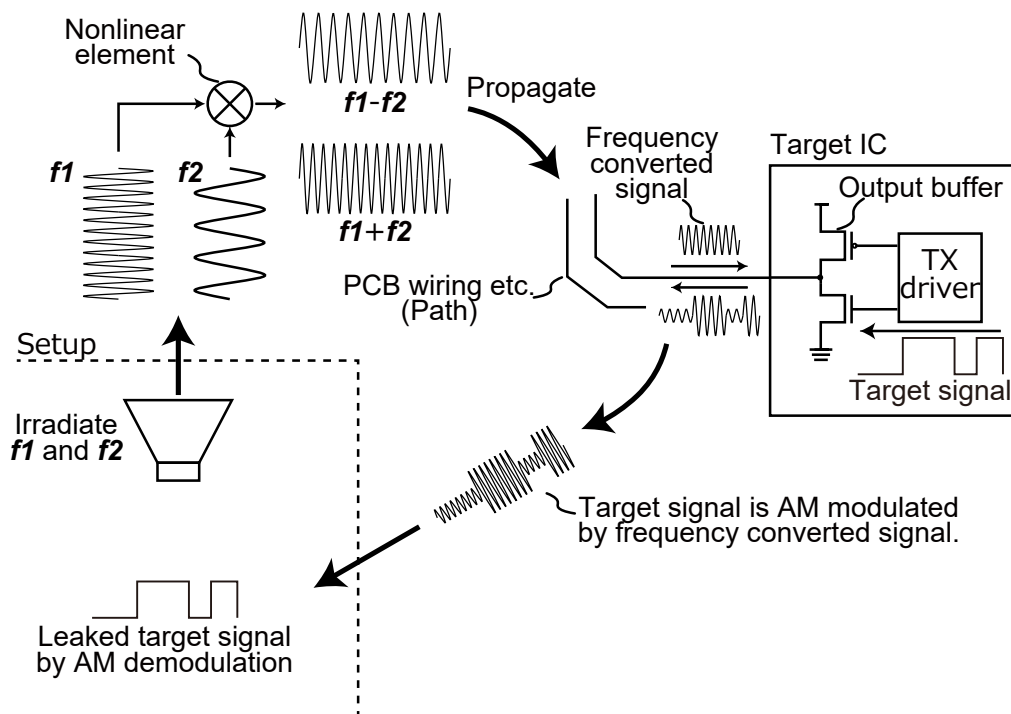 Nonlinear
element
f1-f2
Propagate
f1
f2
f1+f2
Frequency
converted
signal
Target IC
Output buffer
TX
driver
PCB wiring etc.
(Path)
Target signal
Setup
Irradiate
f1 and f2
Target signal is AM modulated
by frequency converted signal.
Leaked target signal
by AM demodulation